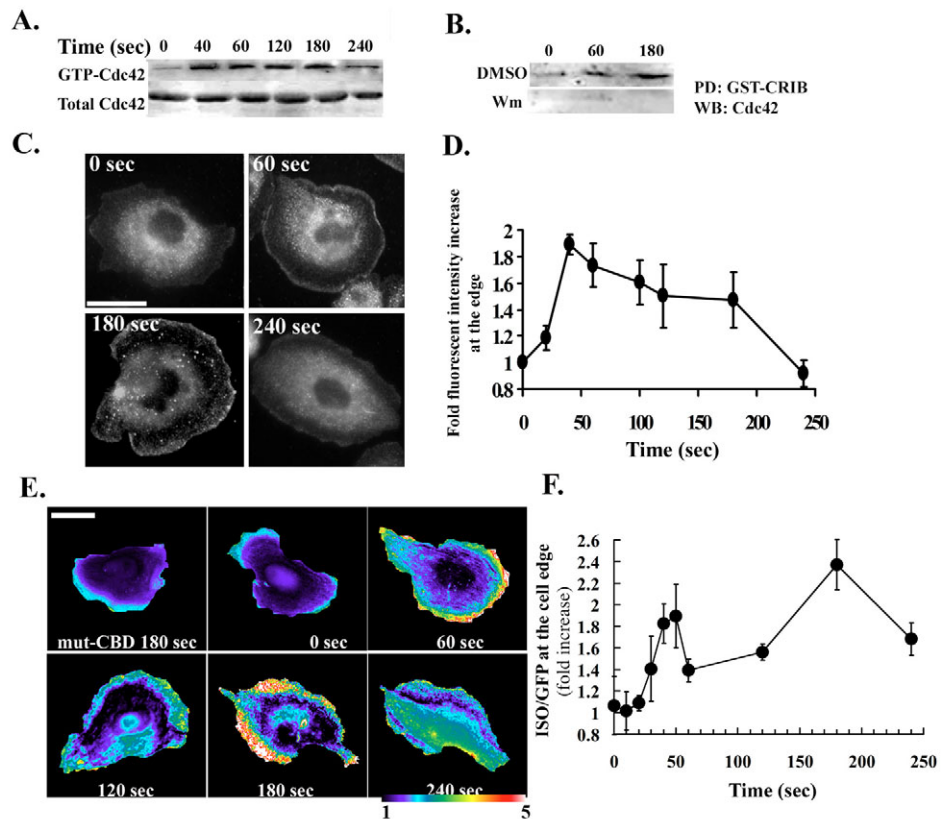 A.
Time (sec) 0 40 60 120 180 240
GTP-Cdc42
Total Cdc42
B.
0 60 180
DMSO
Wm
PD: GST-CRIB
WB: Cdc42
C.
0 sec
60 sec
180 sec
240 sec
D.
Fold fluorescent intensity increase
at the edge
2
1.8
1.6
1.4
1.2
1
0.8
0 50 100 150 200 250
Time (sec)
E.
mut-CBD 180 sec
0 sec
60 sec
120 sec
180 sec
240 sec
1 5
F.
ISO/GFP at the cell edge
(fold increase)
2.6
2.4
2.2
2
1.8
1.6
1.4
1.2
1
0.8
0 50 100 150 200 250
Time (sec)